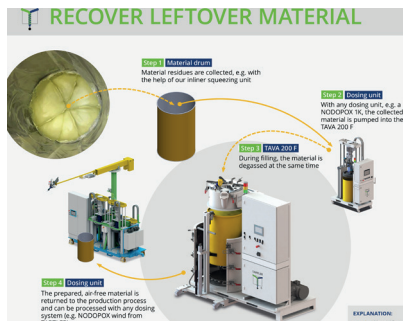 RECOVER LEFTOVER MATERIAL
Step 1 Material drum
Material residues are collected, e.g. with
the help of our inliner squeezing unit
Step 2 Dosing unit
With any dosing unit, e.g. a
NODOPOX 1K, the collected
material is pumped into the
TAVA 200 F
Step 3 TAVA 200 F
During filling, the material is
degassed at the same time
Step 4 Dosing unit
The prepared, air-free material is
returned to the production process
and can be processed with any dosing
system (e.g. NODOPOX wind from
EXPLANATION: